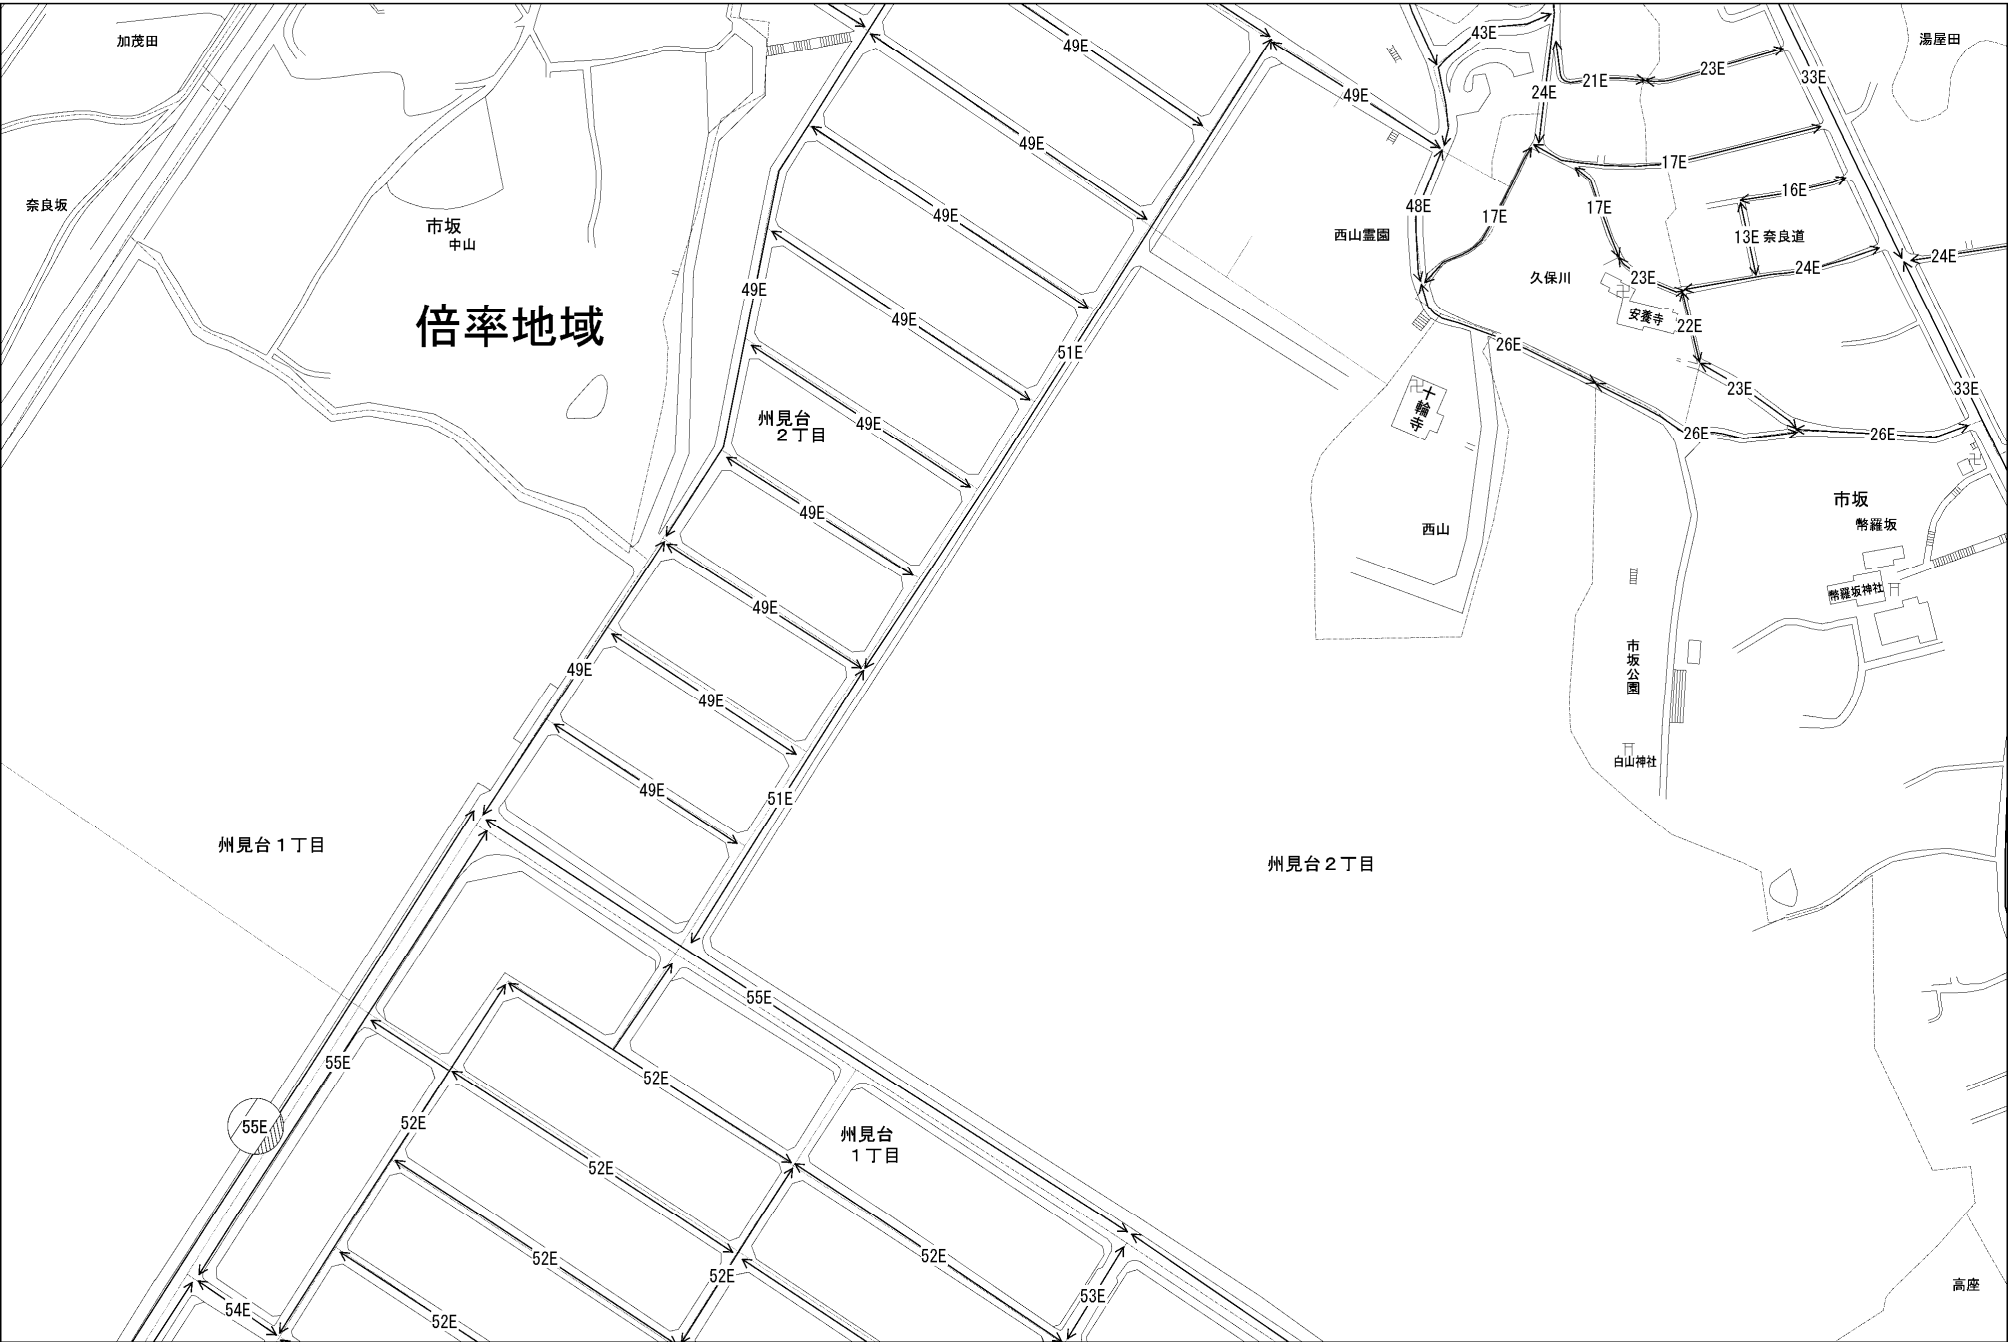 加茂田
49E
43E
湯屋田
23E
33E
21E
24E
49E
49E
17E
奈良坂
市坂
中山
49E
48E
17E
17E
16E
西山霊園
13E
奈良道
24E
24E
久保川
23E
49E
倍率地域
49E
安養寺
22E
51E
26E
十輪寺
23E
33E
州見台
2丁目
49E
26E
26E
市坂
幣羅坂
49E
西山
幣羅坂神社
49E
49E
市坂公園
49E
白山神社
49E
51E
州見台1丁目
州見台2丁目
55E
55E
52E
55E
52E
州見台
1丁目
52E
52E
52E
52E
高座
53E
54E
52E